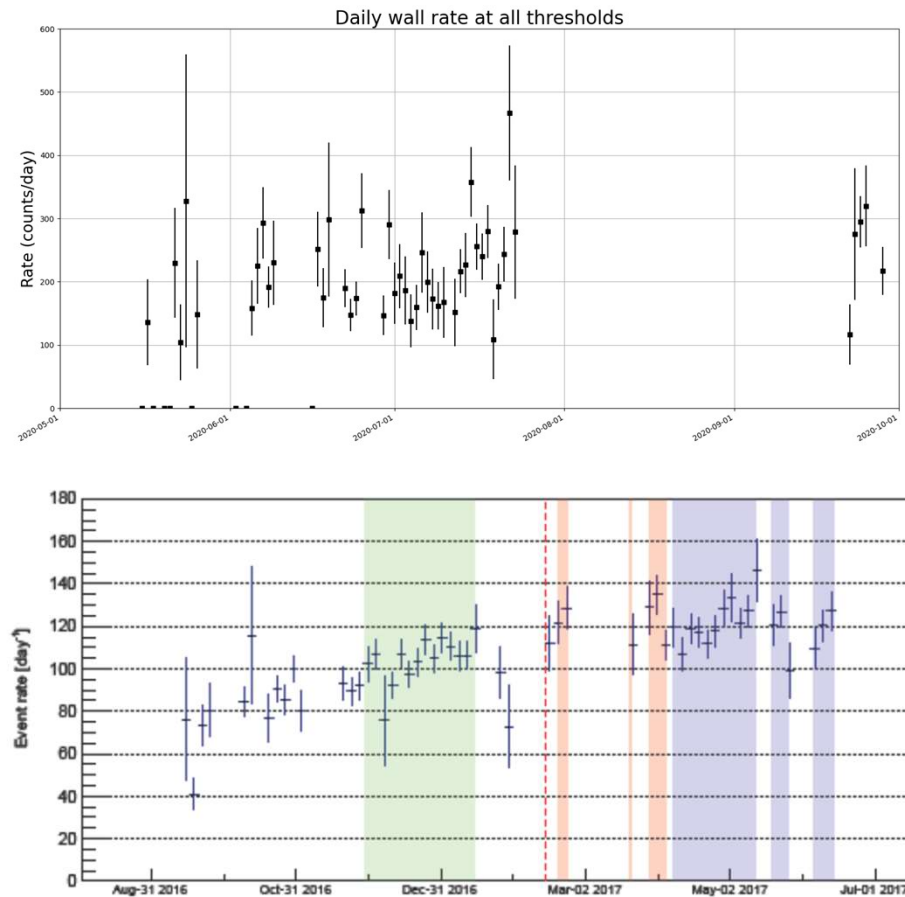 Daily wall rate at all thresholds
Rate (counts/day)
600
500
400
300
200
100
0
2020-05-01
2020-06-01
2020-07-01
2020-08-01
2020-09-01
2020-10-01
Event rate [day⁻¹]
180
160
140
120
100
80
60
40
20
0
Aug-31 2016
Oct-31 2016
Dec-31 2016
Mar-02 2017
May-02 2017
Jul-01 2017